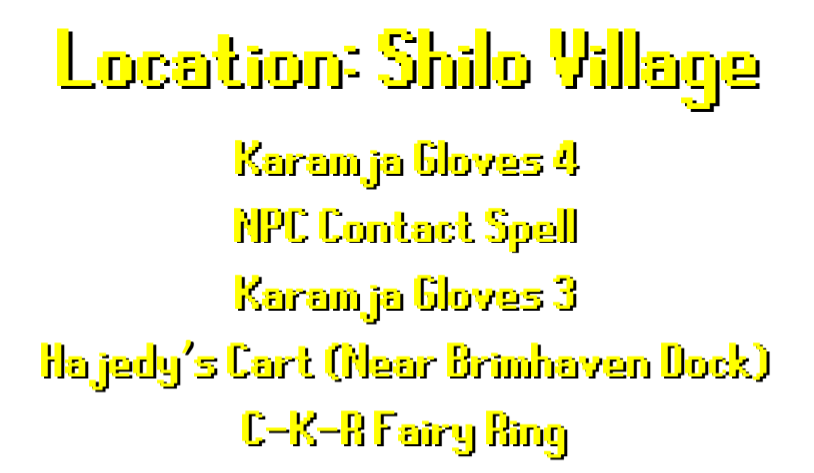 Location: Shilo Village
Karamja Gloves 4
NPC Contact Spell
Karamja Gloves 3
Hajedy's Cart (Near Brimhaven Dock)
C-K-R Fairy Ring